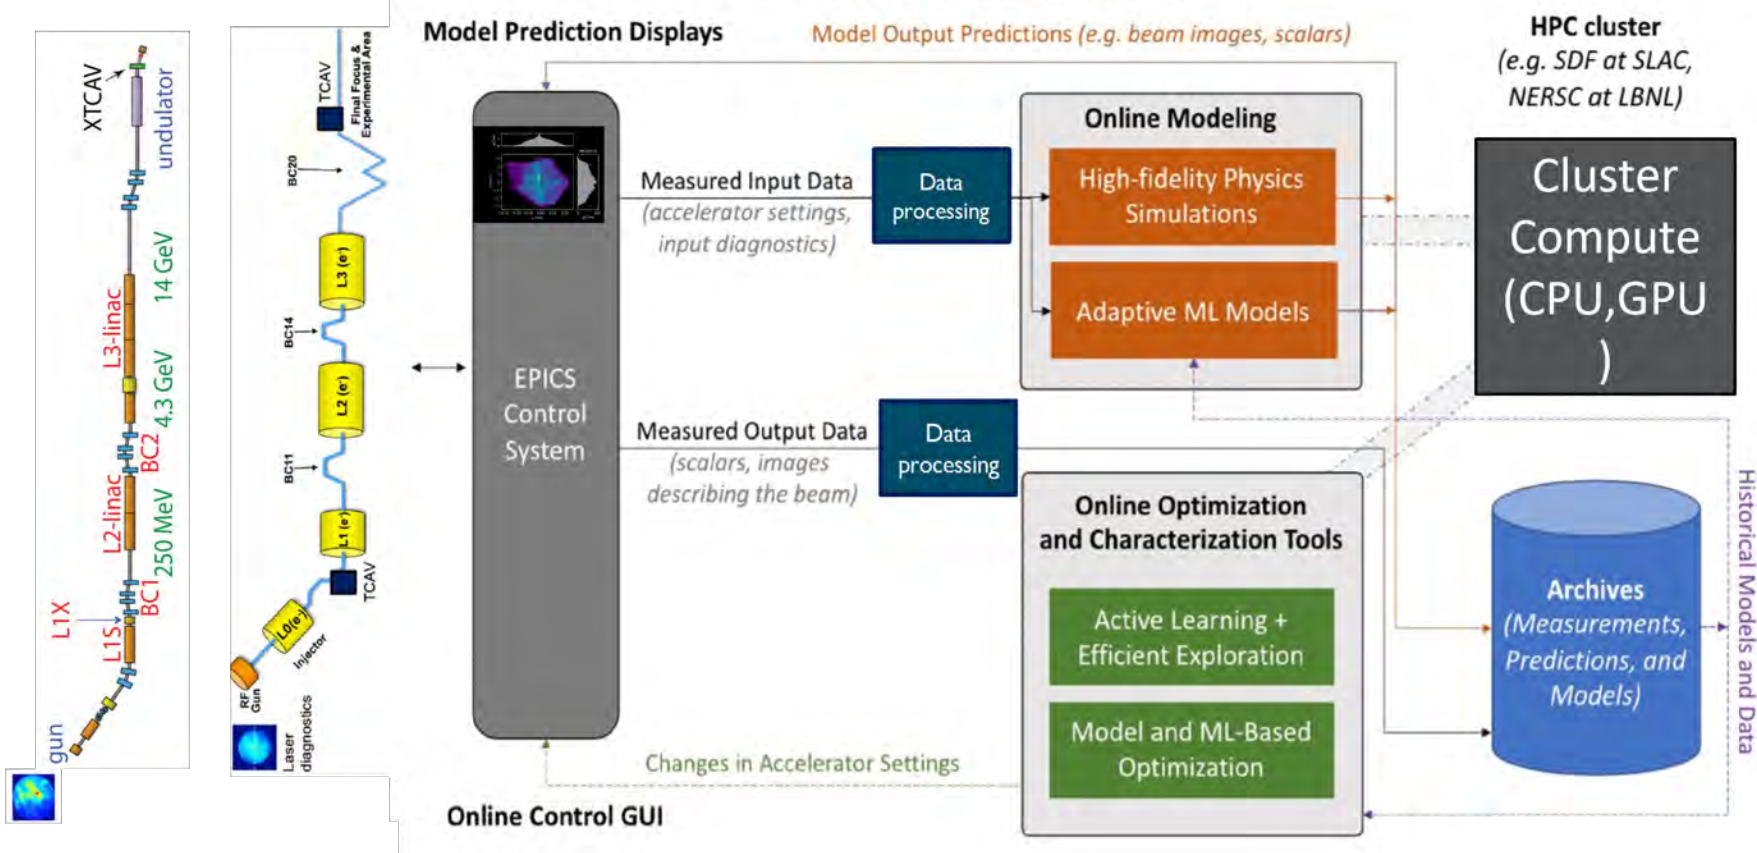 XTCAV
undulator
14 GeV
L3-linac
4.3 GeV
BC2
L2-linac
250 MeV
BC1
L1X
L1S
gun
TCAV
Final Focus &
Experimental Area
BC20
L3 (e-)
BC14
L2 (e-)
BC11
L1 (e-)
TCAV
L0(e-)
Injector
RF
Gun
Laser
diagnostics
Model Prediction Displays
Model Output Predictions (e.g. beam images, scalars)
EPICS
Control
System
Measured Input Data
(accelerator settings,
input diagnostics)
Data
processing
Online Modeling
High-fidelity Physics
Simulations
Adaptive ML Models
HPC cluster
(e.g. SDF at SLAC,
NERSC at LBNL)
Cluster
Compute
(CPU,GPU
)
Measured Output Data
(scalars, images
describing the beam)
Data
processing
Online Optimization
and Characterization Tools
Active Learning +
Efficient Exploration
Model and ML-Based
Optimization
Archives
(Measurements,
Predictions, and
Models)
Historical Models and Data
Changes in Accelerator Settings
Online Control GUI